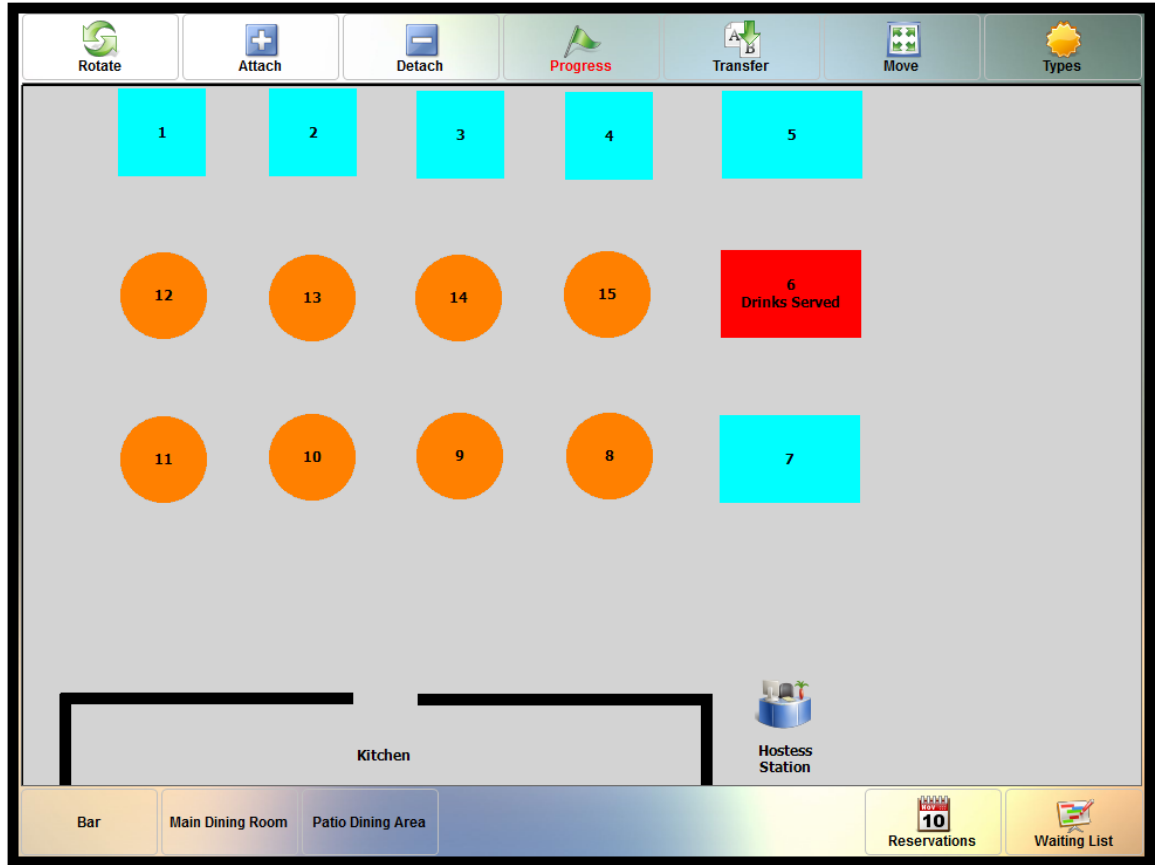 Rotate
Attach
Detach
Progress
A B
Transfer
Move
Types
1
2
3
4
5
12
13
14
15
6
Drinks Served
11
10
9
8
7
Kitchen
Hostess
Station
Bar
Main Dining Room
Patio Dining Area
NOV
10
Reservations
Waiting List